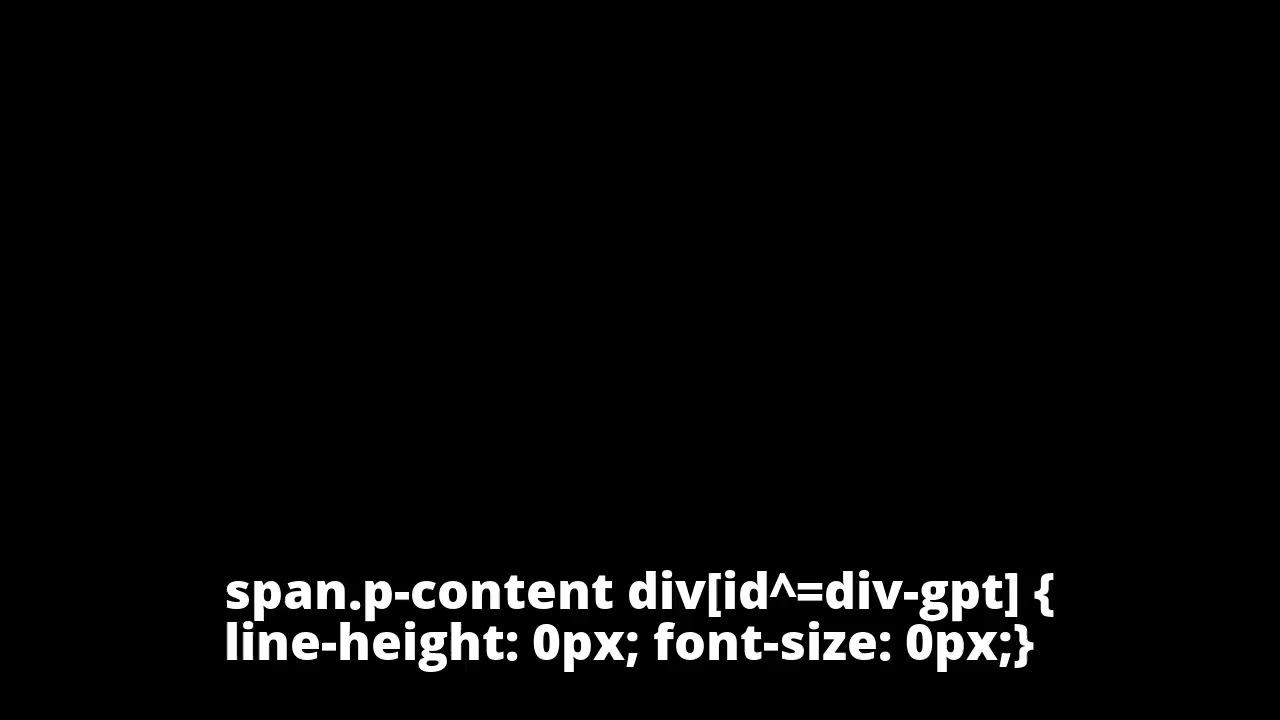 span.p-content div[id^=div-gpt] {
line-height: 0px; font-size: 0px;}